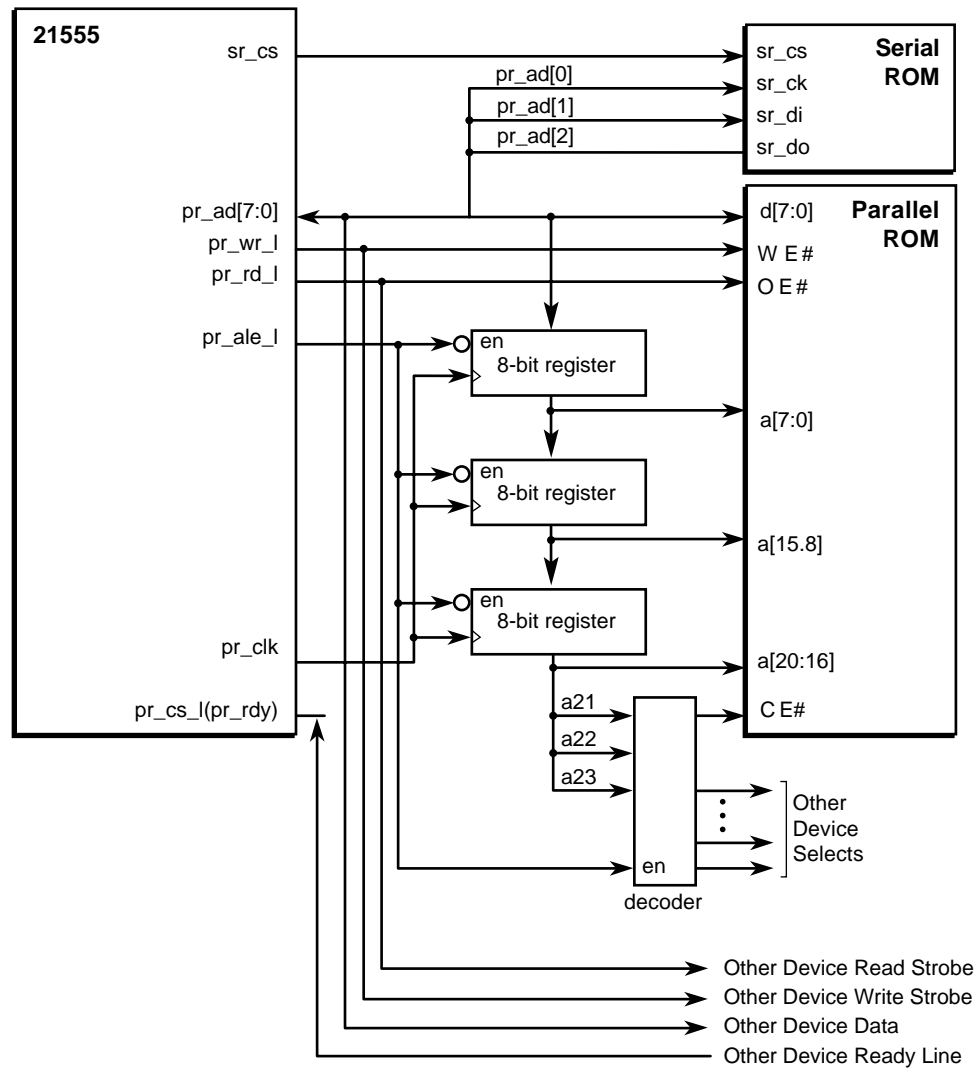 21555
sr_cs
pr_ad[7:0]
pr_wr_l
pr_rd_l
pr_ale_l
pr_clk
pr_cs_l(pr_rdy)
pr_ad[0]
pr_ad[1]
pr_ad[2]
Serial
ROM
sr_cs
sr_ck
sr_di
sr_do
Parallel
ROM
d[7:0]
W E#
O E#
a[7:0]
a[15.8]
a[20:16]
C E#
en
8-bit register
en
8-bit register
en
8-bit register
a21
a22
a23
en
decoder
Other
Device
Selects
Other Device Read Strobe
Other Device Write Strobe
Other Device Data
Other Device Ready Line